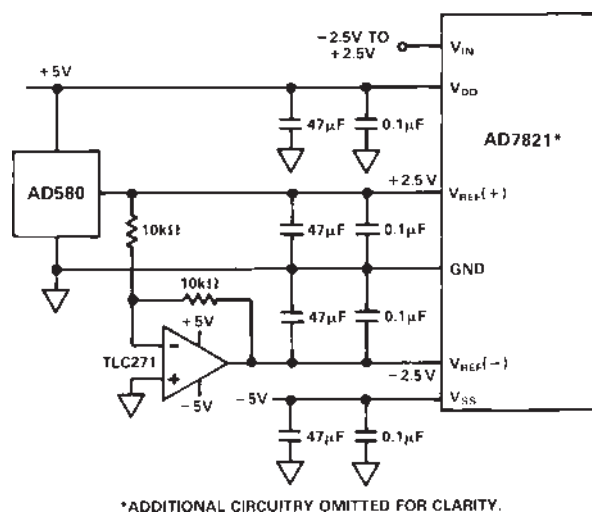 −2.5V TO
+2.5V
V_IN
+5V
V_DD
47µF
0.1µF
AD7821*
AD580
+2.5V
V_REF(+)
10kΩ
47µF
0.1µF
GND
10kΩ
47µF
0.1µF
+5V
TLC271
−
+
−5V
−2.5V
V_REF(−)
−5V
V_SS
47µF
0.1µF
*ADDITIONAL CIRCUITRY OMITTED FOR CLARITY.